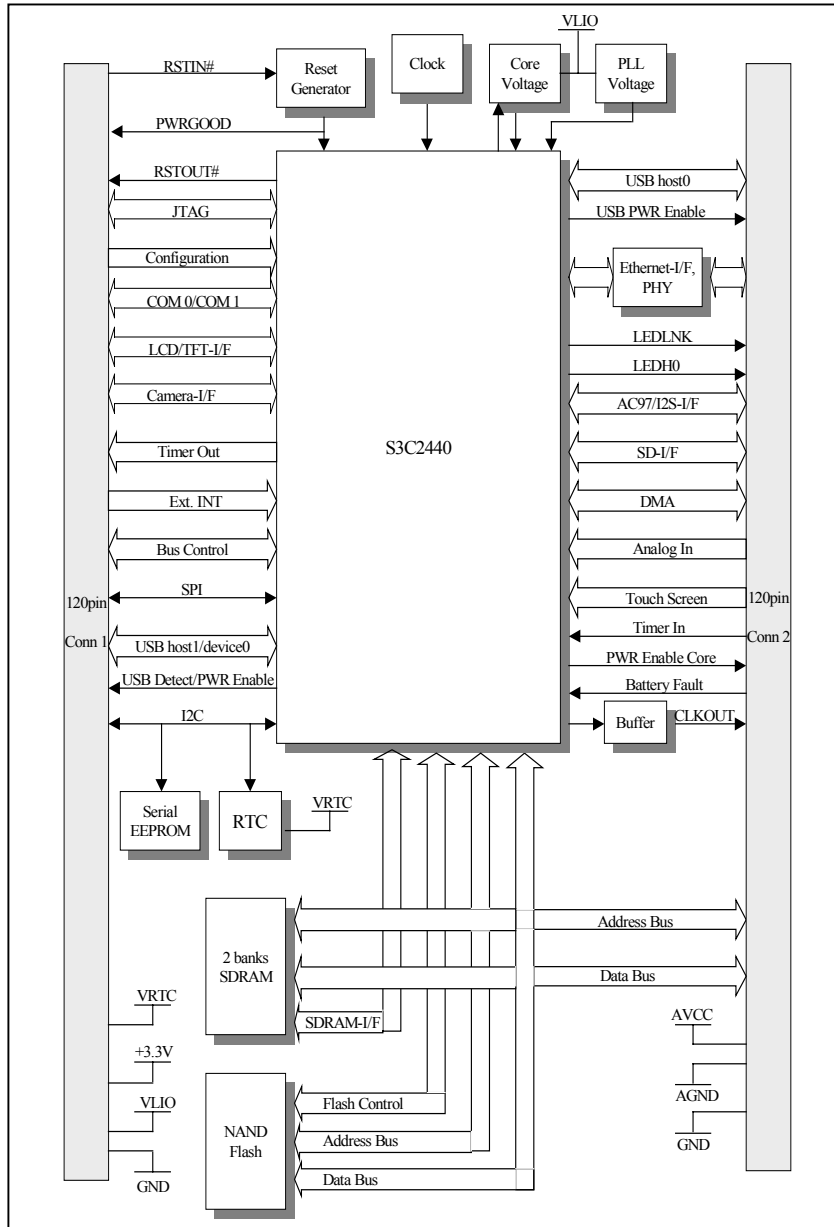 VLIO
RSTIN#
Reset
Generator
Clock
Core
Voltage
PLL
Voltage
PWRGOOD
RSTOUT#
JTAG
Configuration
COM 0/COM 1
LCD/TFT-I/F
Camera-I/F
Timer Out
Ext. INT
Bus Control
SPI
120pin
Conn 1
USB host1/device0
USB Detect/PWR Enable
I2C
S3C2440
USB host0
USB PWR Enable
Ethernet-I/F,
PHY
LEDLNK
LEDH0
AC97/I2S-I/F
SD-I/F
DMA
Analog In
Touch Screen
120pin
Conn 2
Timer In
PWR Enable Core
Battery Fault
Buffer
CLKOUT
Serial
EEPROM
RTC
VRTC
2 banks
SDRAM
Address Bus
Data Bus
SDRAM-I/F
NAND
Flash
Flash Control
Address Bus
Data Bus
VRTC
+3.3V
VLIO
GND
AVCC
AGND
GND